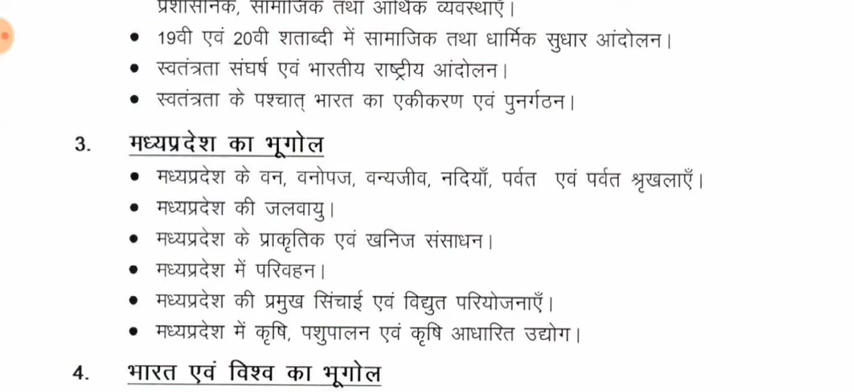 प्रशासनिक, सामाजिक तथा आर्थिक व्यवस्थाएँ।
• 19वी एवं 20वी शताब्दी में सामाजिक तथा धार्मिक सुधार आंदोलन।
• स्वतंत्रता संघर्ष एवं भारतीय राष्ट्रीय आंदोलन।
• स्वतंत्रता के पश्चात् भारत का एकीकरण एवं पुनर्गठन।
3. मध्यप्रदेश का भूगोल
• मध्यप्रदेश के वन, वनोपज, वन्यजीव, नदियाँ, पर्वत एवं पर्वत श्रृखलाएँ।
• मध्यप्रदेश की जलवायु।
• मध्यप्रदेश के प्राकृतिक एवं खनिज संसाधन।
• मध्यप्रदेश में परिवहन।
• मध्यप्रदेश की प्रमुख सिंचाई एवं विद्युत परियोजनाएँ।
• मध्यप्रदेश में कृषि, पशुपालन एवं कृषि आधारित उद्योग।
4. भारत एवं विश्व का भूगोल